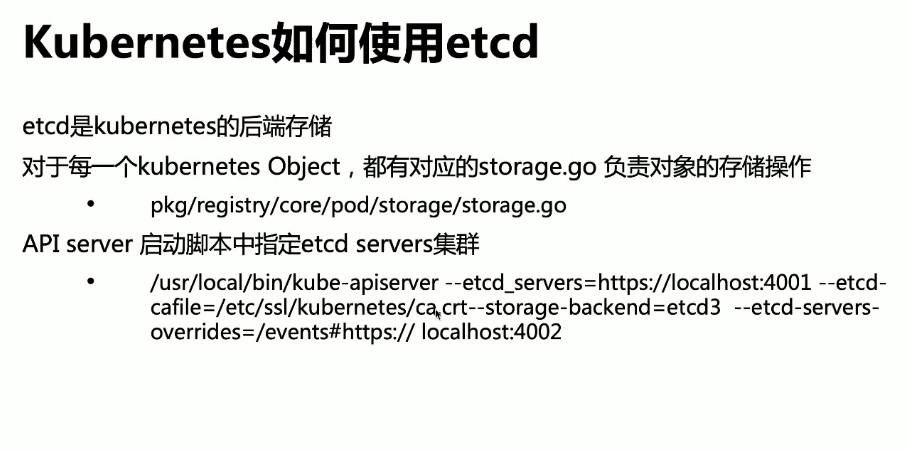 Kubernetes如何使用etcd
etcd是kubernetes的后端存储
对于每一个kubernetes Object，都有对应的storage.go 负责对象的存储操作
• pkg/registry/core/pod/storage/storage.go
API server 启动脚本中指定etcd servers集群
• /usr/local/bin/kube-apiserver --etcd_servers=https://localhost:4001 --etcd-
cafile=/etc/ssl/kubernetes/ca.crt--storage-backend=etcd3 --etcd-servers-
overrides=/events#https:// localhost:4002